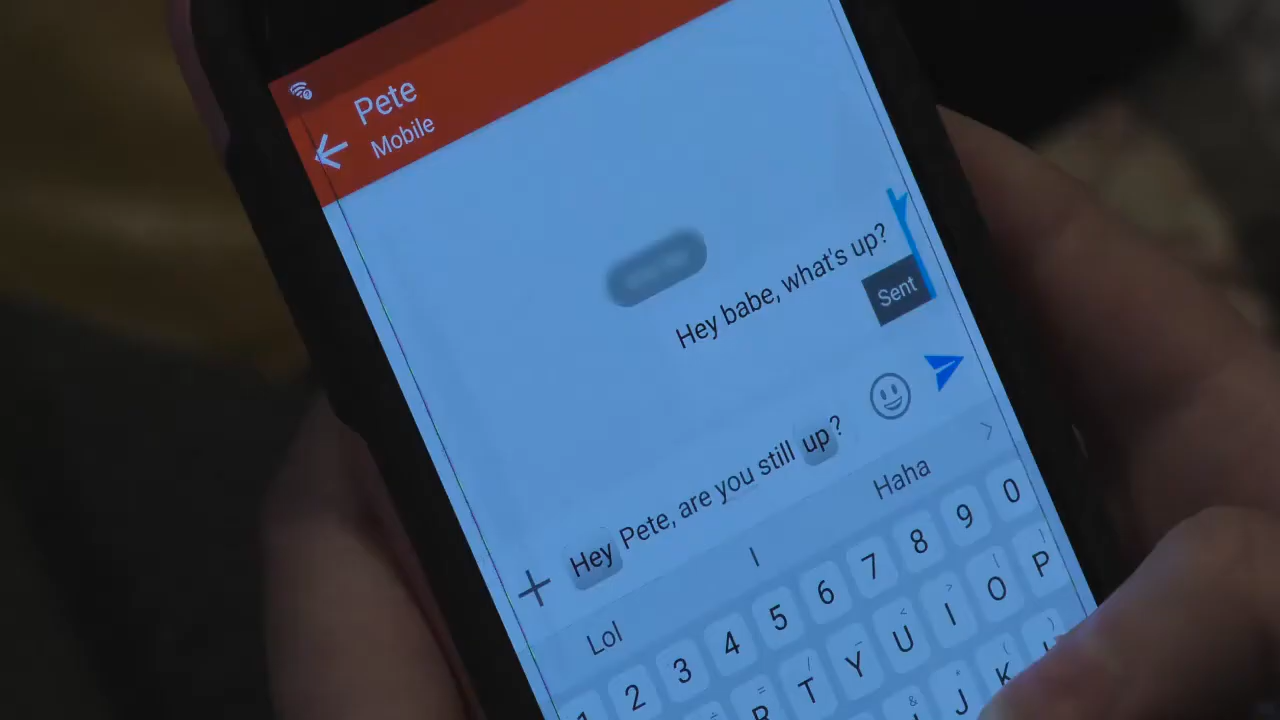 Pete
Mobile
Hey babe, what's up?
Sent
Hey Pete, are you still up?
Lol I Haha
1 2 3 4 5 6 7 8 9 0
R T Y U I O P
J K L